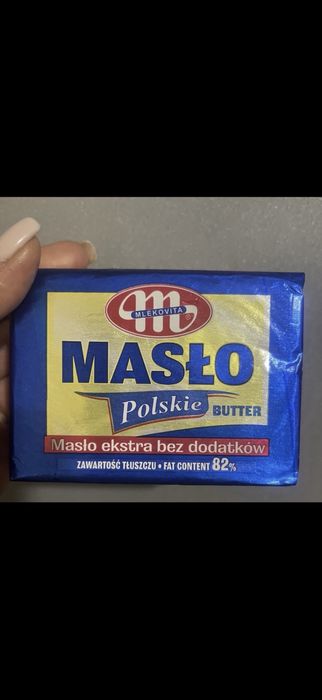 MLEKOVITA
MASŁO
Polskie BUTTER
Masło ekstra bez dodatków
ZAWARTOŚĆ TŁUSZCZU • FAT CONTENT 82%